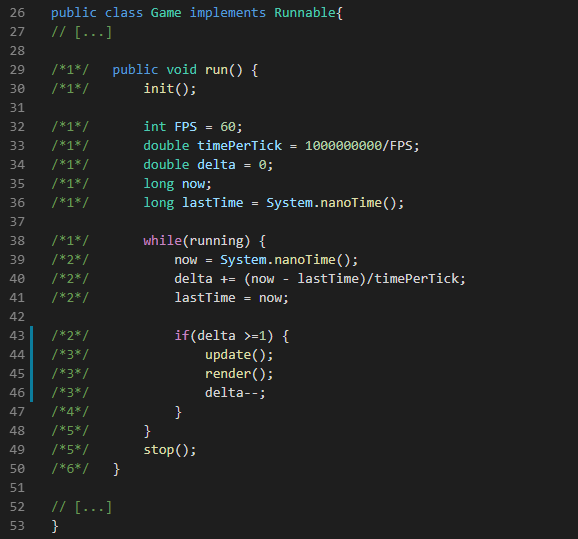 26 public class Game implements Runnable{
27 // [...]
28
29 /*1*/   public void run() {
30 /*1*/       init();
31
32 /*1*/       int FPS = 60;
33 /*1*/       double timePerTick = 1000000000/FPS;
34 /*1*/       double delta = 0;
35 /*1*/       long now;
36 /*1*/       long lastTime = System.nanoTime();
37
38 /*1*/       while(running) {
39 /*2*/           now = System.nanoTime();
40 /*2*/           delta += (now - lastTime)/timePerTick;
41 /*2*/           lastTime = now;
42
43 /*2*/           if(delta >=1) {
44 /*3*/               update();
45 /*3*/               render();
46 /*3*/               delta--;
47 /*4*/           }
48 /*5*/       }
49 /*5*/       stop();
50 /*6*/   }
51
52 // [...]
53 }